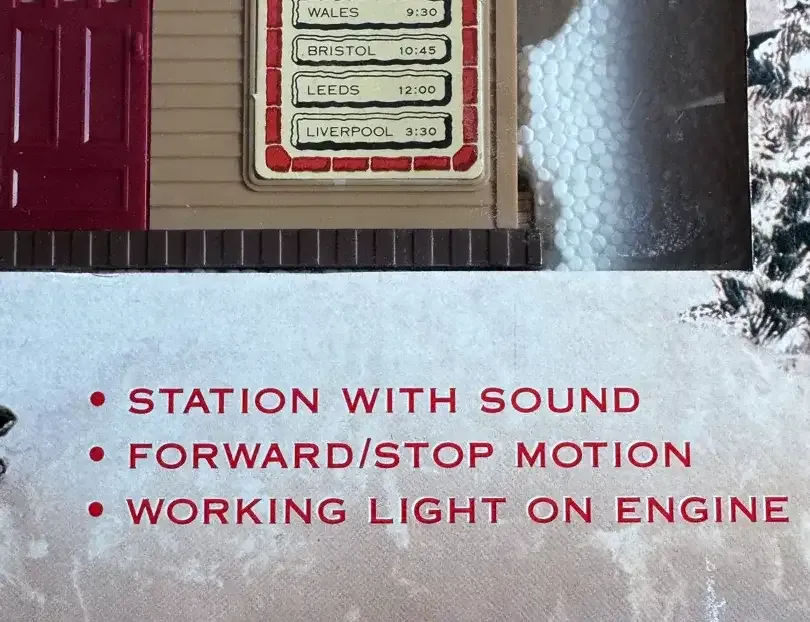 WALES 9:30
BRISTOL 10:45
LEEDS 12:00
LIVERPOOL 3:30
• STATION WITH SOUND
• FORWARD/STOP MOTION
• WORKING LIGHT ON ENGINE